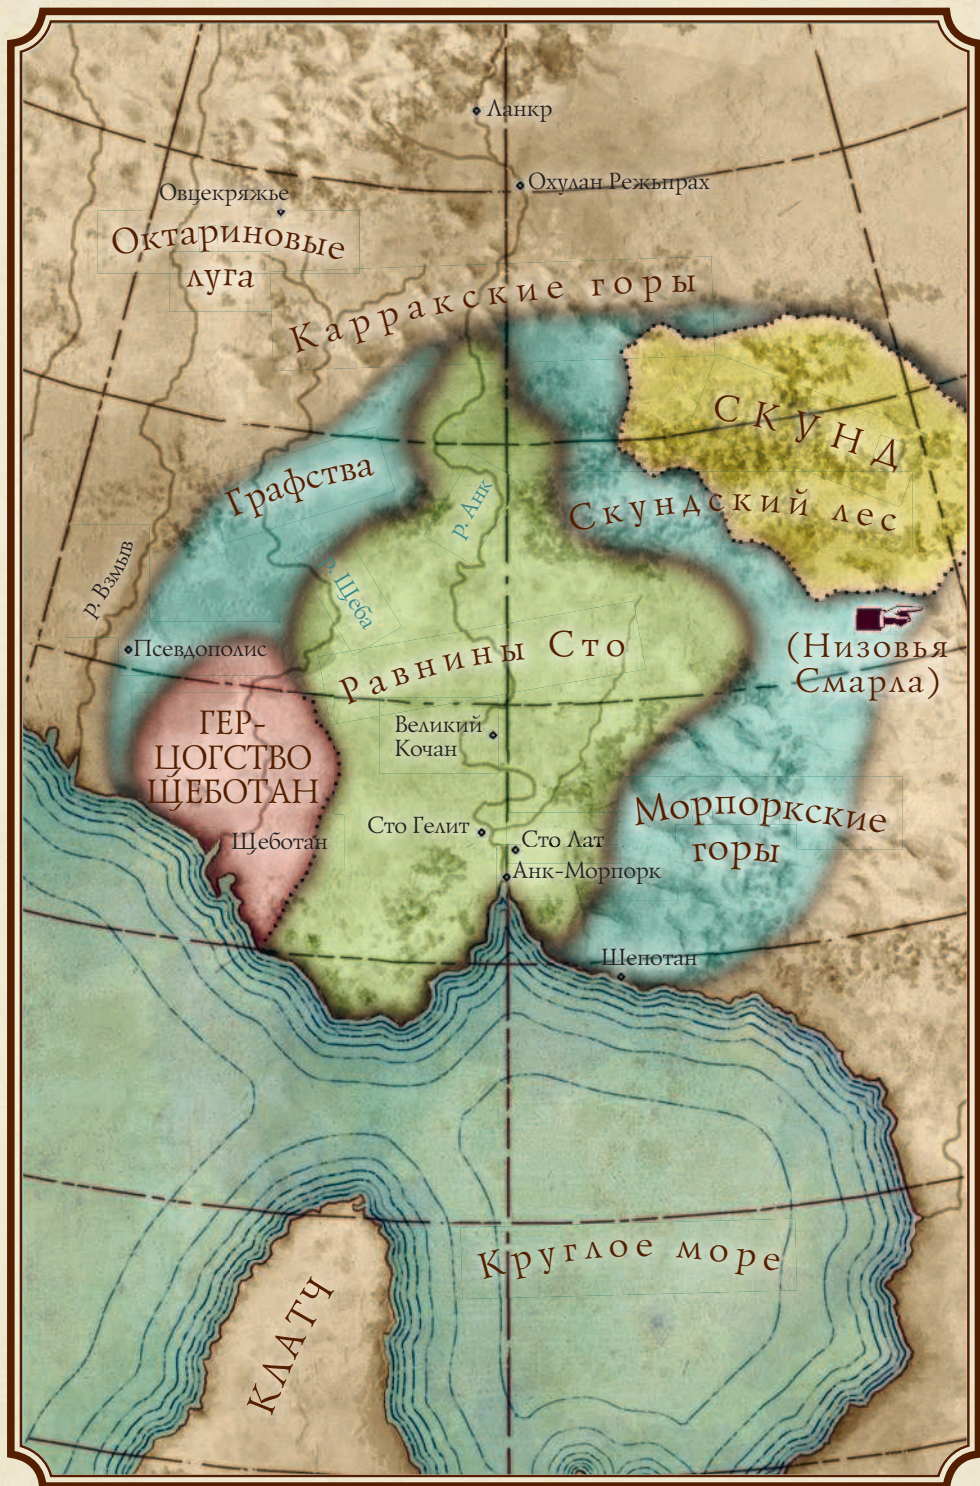 Ланкр
Охулан Режьпрах
Овцекряжье
Октариновые
луга
Карракские горы
СКУНД
Графства
Скундский лес
р. Анк
р. Взмыв
р. Щеба
Псевдополис
Равнины Сто
(Низовья
Смарла)
ГЕР-
ЦОГСТВО
ЩЕБОТАН
Великий
Кочан
Морпоркские
горы
Щеботан
Сто Гелит
Сто Лат
Анк-Морпорк
Шепотан
Круглое море
КЛАТЧ